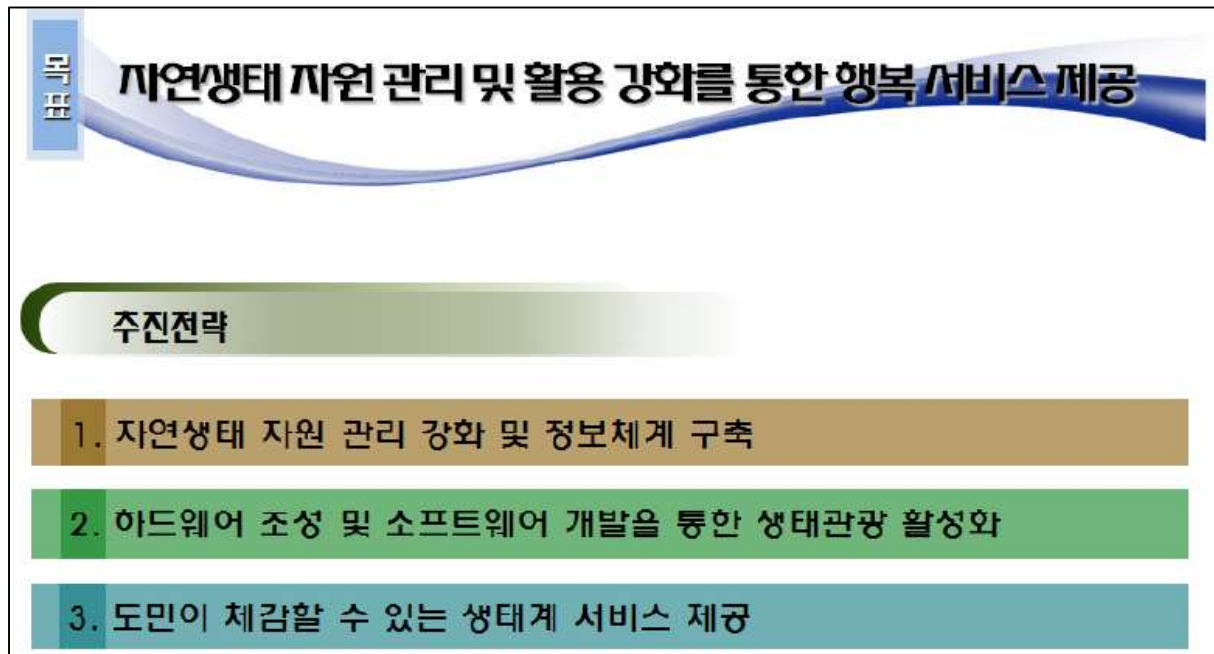 목표
자연생태 자원 관리 및 활용 강화를 통한 행복 서비스 제공
추진전략
1. 자연생태 자원 관리 강화 및 정보체계 구축
2. 하드웨어 조성 및 소프트웨어 개발을 통한 생태관광 활성화
3. 도민이 체감할 수 있는 생태계 서비스 제공